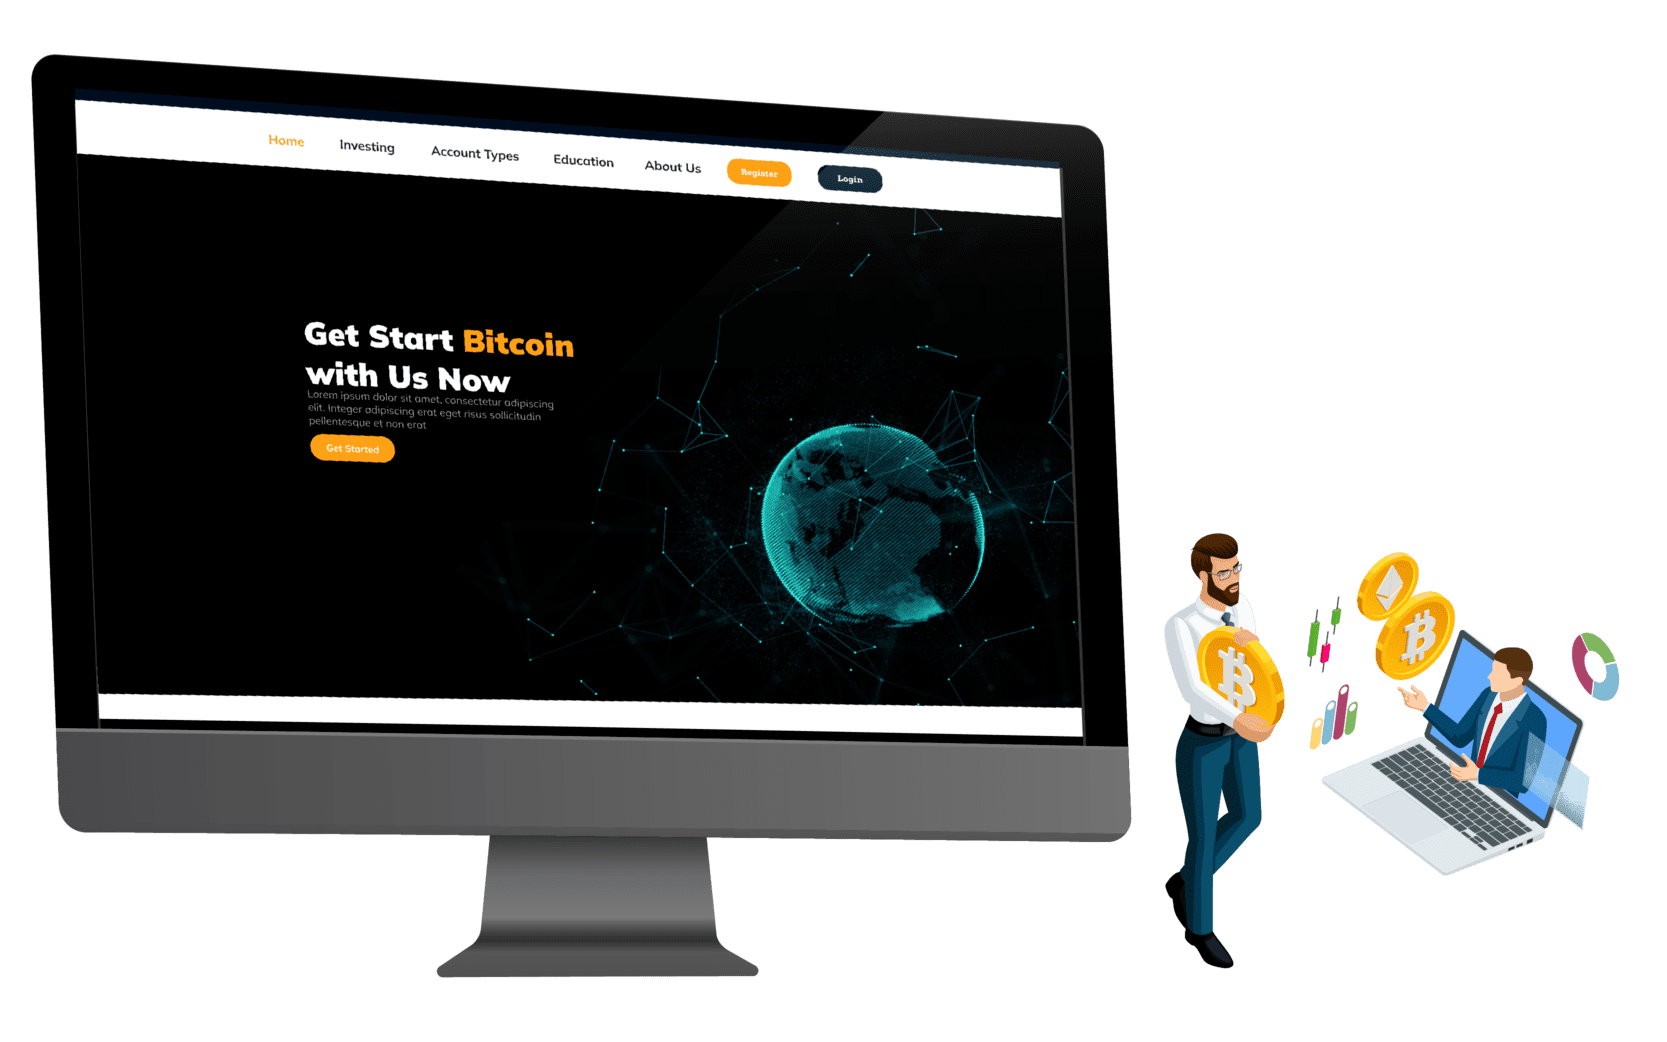 Home Investing Account Types Education About Us Register Login
Get Start Bitcoin
with Us Now
Lorem ipsum dolor sit amet, consectetur adipiscing
elit. Integer adipiscing erat eget risus sollicitudin
pellentesque et non erat
Get Started